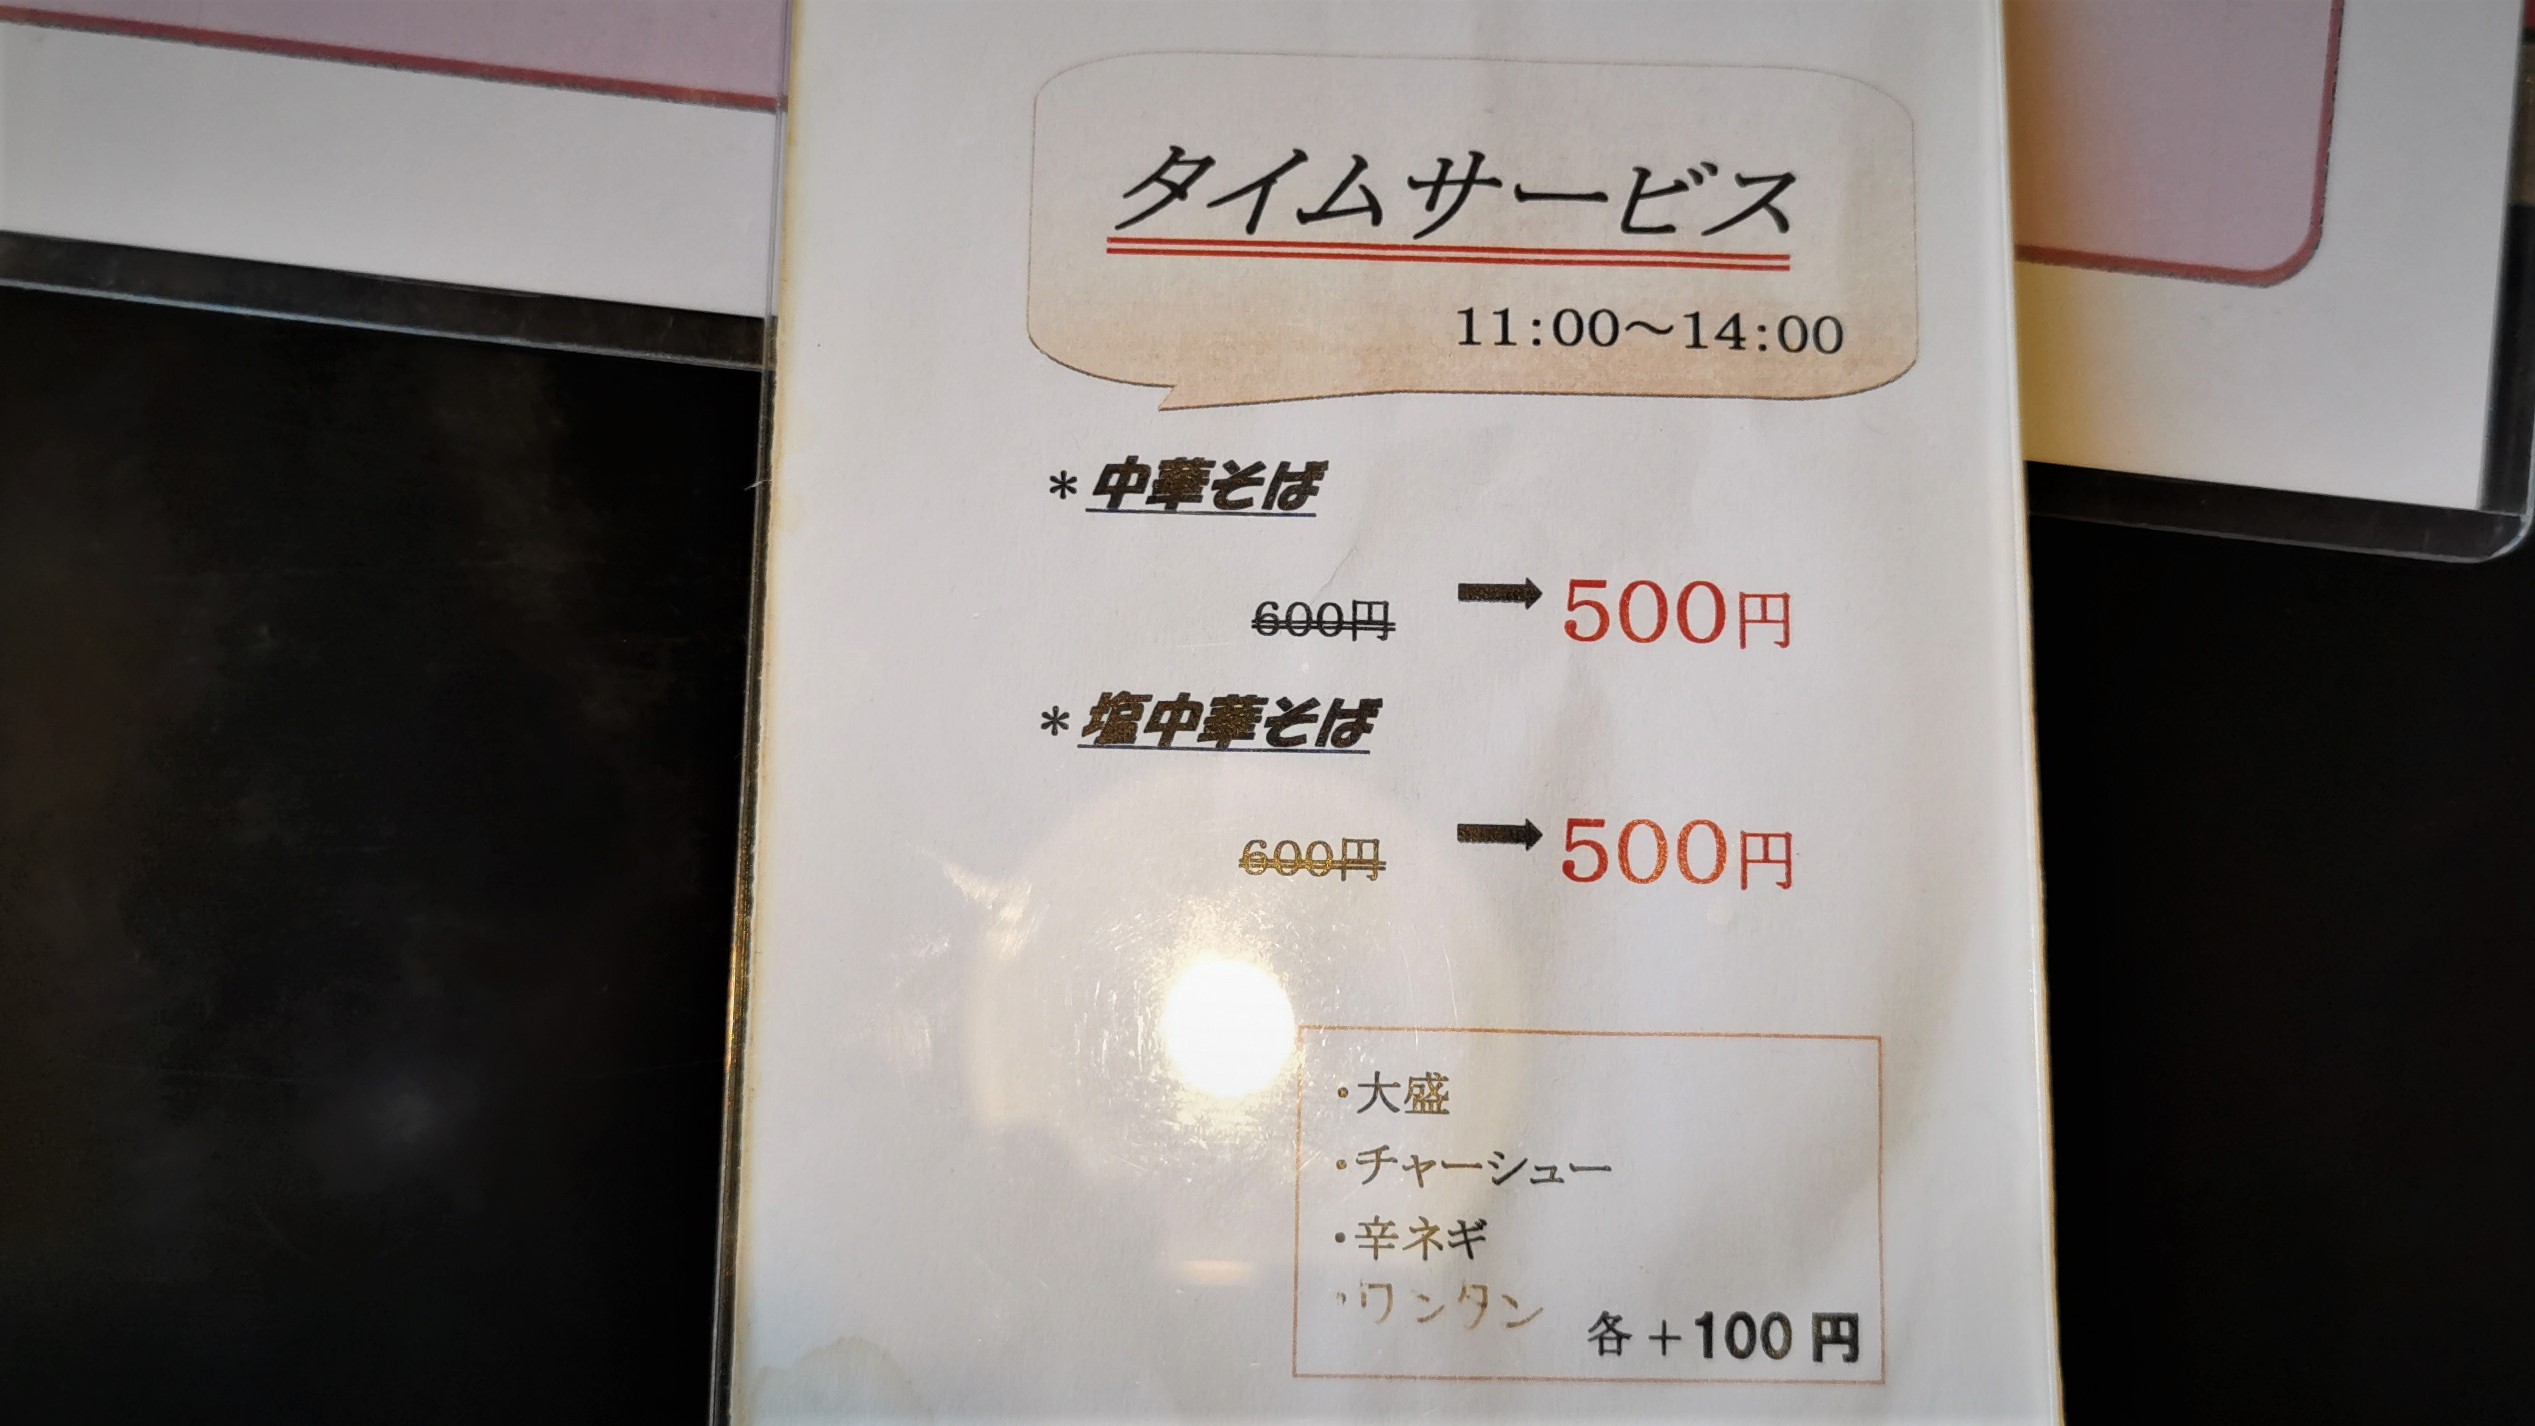 タイムサービス
11:00～14:00
＊中華そば
600円 ➡ 500円
＊塩中華そば
600円 ➡ 500円
・大盛
・チャーシュー
・辛ネギ
・ワンタン
各＋100円